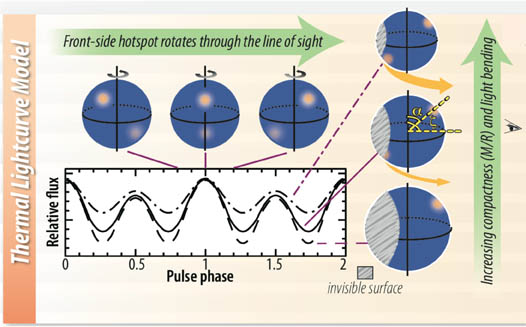 Thermal Lightcurve Model
Front-side hotspot rotates through the line of sight
Increasing compactness (M/R) and light bending
α
Relative flux
0
0.5
1.0
1.5
2
Pulse phase
invisible surface